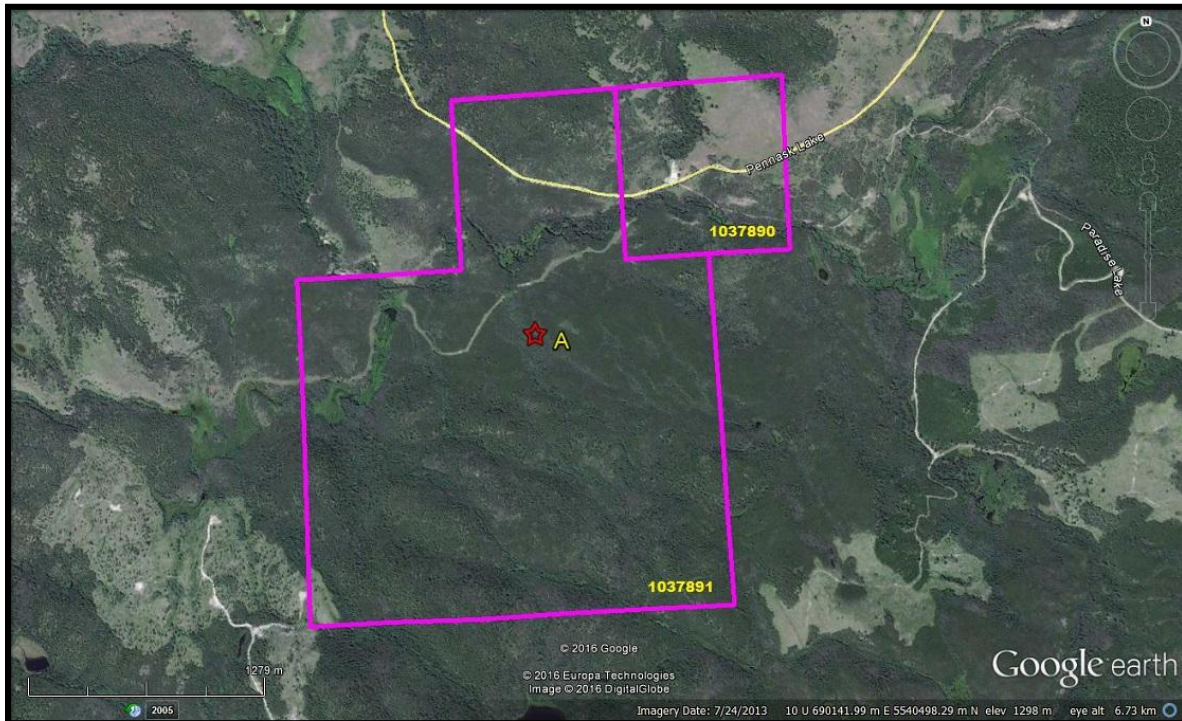 N
Pennask Lake
1037890
Paradise Lake
A
1037891
© 2016 Google
1279 m
© 2016 Europa Technologies
Image © 2016 DigitalGlobe
Google earth
2005
Imagery Date: 7/24/2013 10 U 690141.99 m E 5540498.29 m N elev 1298 m eye alt 6.73 km